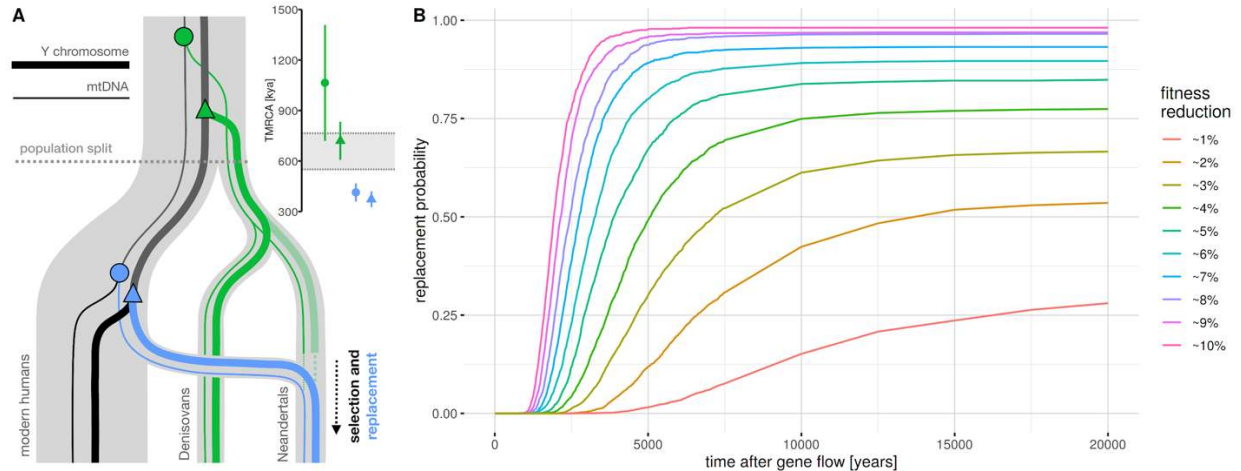 A
Y chromosome
mtDNA
population split
modern humans
Denisovans
Neandertals
selection and
replacement
TMRCA [kya]
1500
1200
900
600
300
B
replacement probability
1.00
0.75
0.50
0.25
0.00
0
5000
10000
15000
20000
time after gene flow [years]
fitness
reduction
~1%
~2%
~3%
~4%
~5%
~6%
~7%
~8%
~9%
~10%